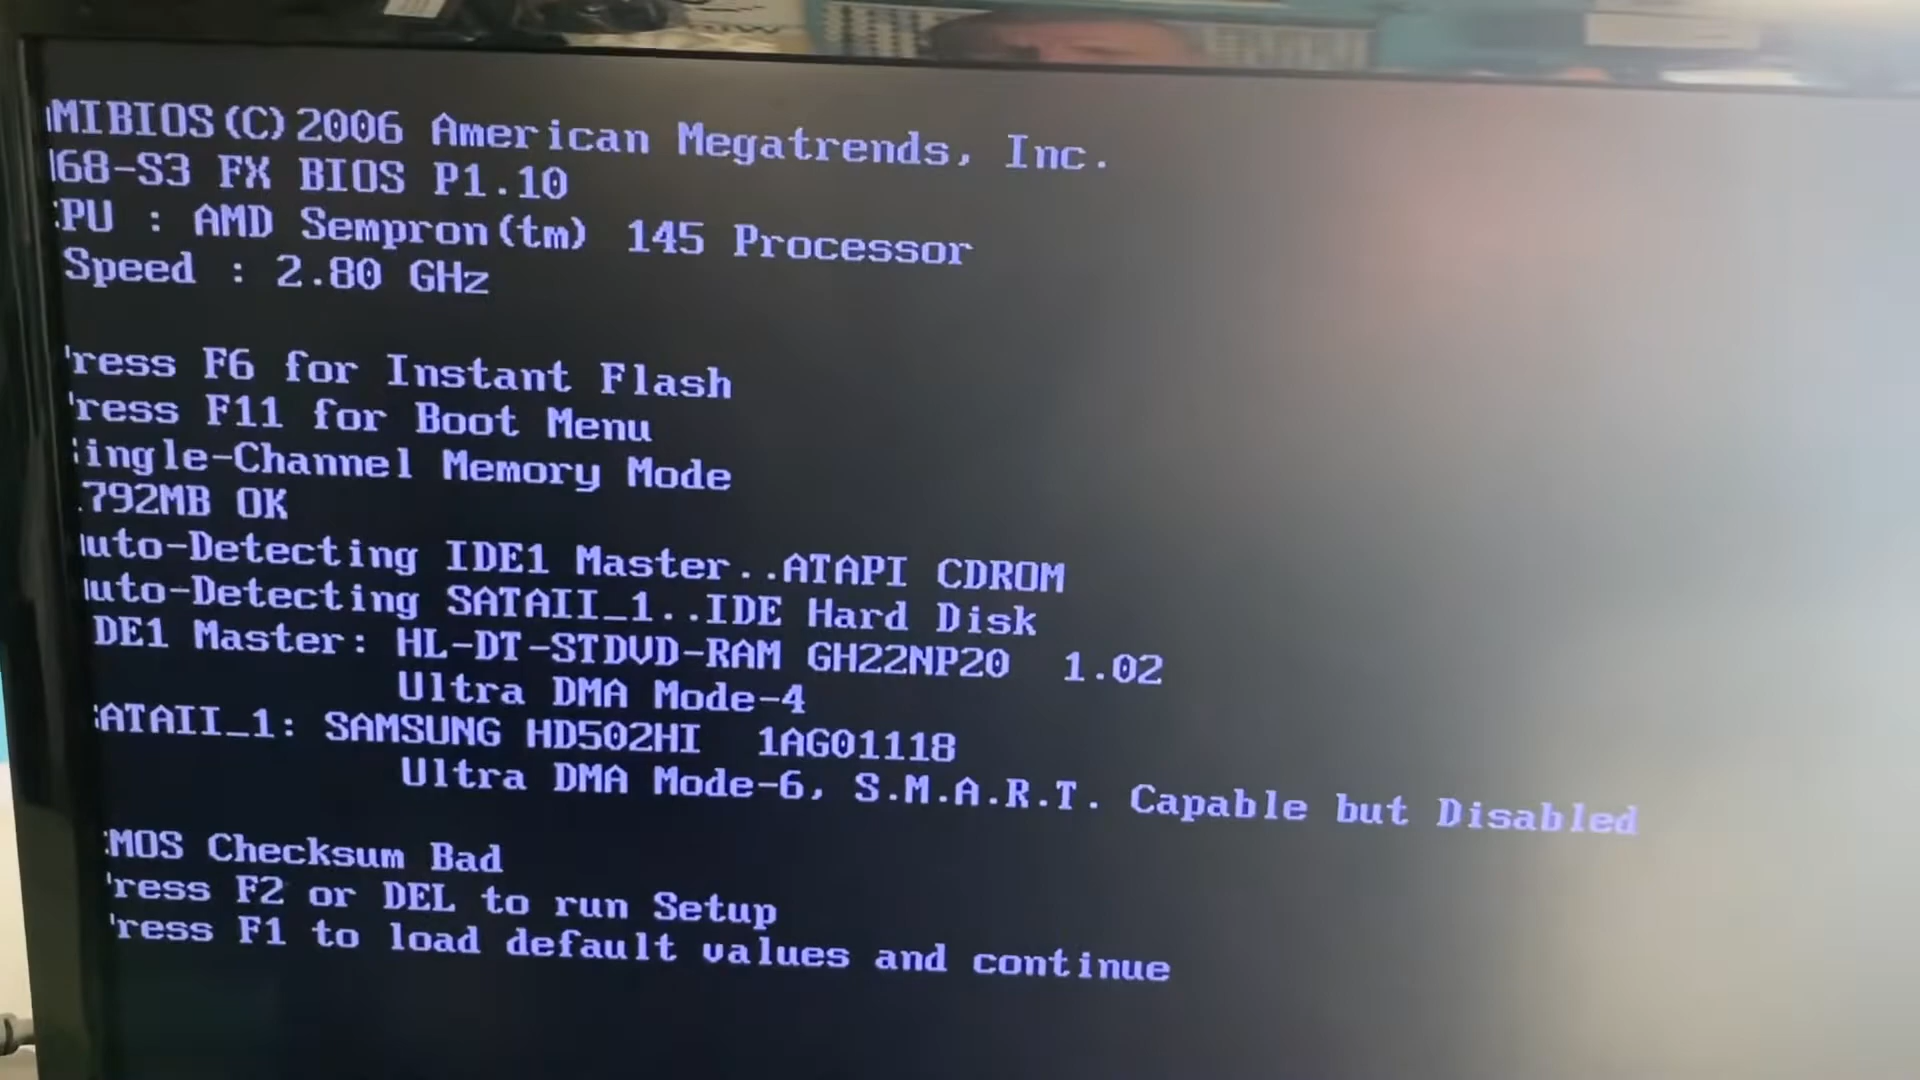 MIBIOS(C)2006 American Megatrends, Inc.
68-S3 FX BIOS P1.10
PU : AMD Sempron(tm) 145 Processor
Speed : 2.80 GHz
ress F6 for Instant Flash
ress F11 for Boot Menu
ingle-Channel Memory Mode
792MB OK
uto-Detecting IDE1 Master..ATAPI CDROM
uto-Detecting SATAII_1..IDE Hard Disk
DE1 Master: HL-DT-STDVD-RAM GH22NP20 1.02
Ultra DMA Mode-4
ATAII_1: SAMSUNG HD502HI 1AG01118
Ultra DMA Mode-6, S.M.A.R.T. Capable but Disabled
MOS Checksum Bad
ress F2 or DEL to run Setup
ress F1 to load default values and continue